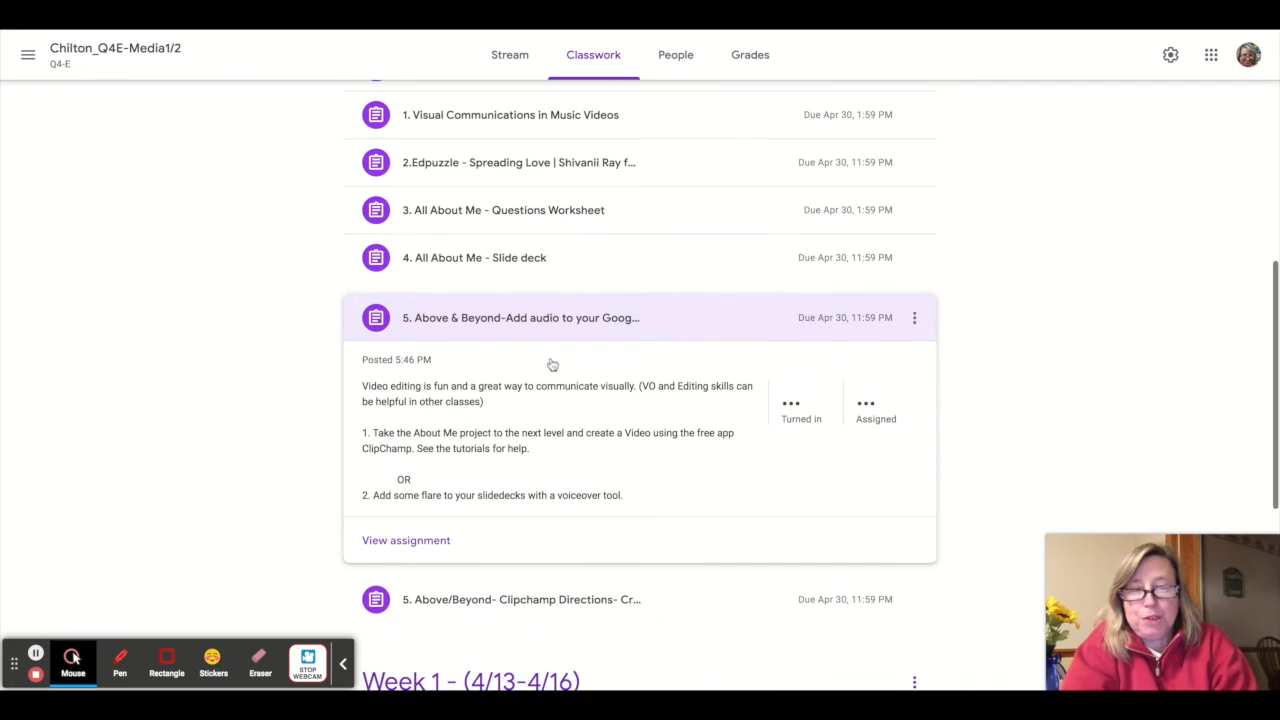 Chilton_Q4E-Media1/2
Q4-E
Stream
Classwork
People
Grades
1. Visual Communications in Music Videos
Due Apr 30, 1:59 PM
2.Edpuzzle - Spreading Love | Shivanii Ray f...
Due Apr 30, 11:59 PM
3. All About Me - Questions Worksheet
Due Apr 30, 1:59 PM
4. All About Me - Slide deck
Due Apr 30, 11:59 PM
5. Above & Beyond-Add audio to your Goog...
Due Apr 30, 11:59 PM
Posted 5:46 PM
Video editing is fun and a great way to communicate visually. (VO and Editing skills can
be helpful in other classes)
1. Take the About Me project to the next level and create a Video using the free app
ClipChamp. See the tutorials for help.
OR
2. Add some flare to your slidedecks with a voiceover tool.
•••
Turned in
•••
Assigned
View assignment
5. Above/Beyond- Clipchamp Directions- Cr...
Due Apr 30, 11:59 PM
Week 1 - (4/13-4/16)
Mouse
Pen
Rectangle
Stickers
Eraser
STOP
WEBCAM